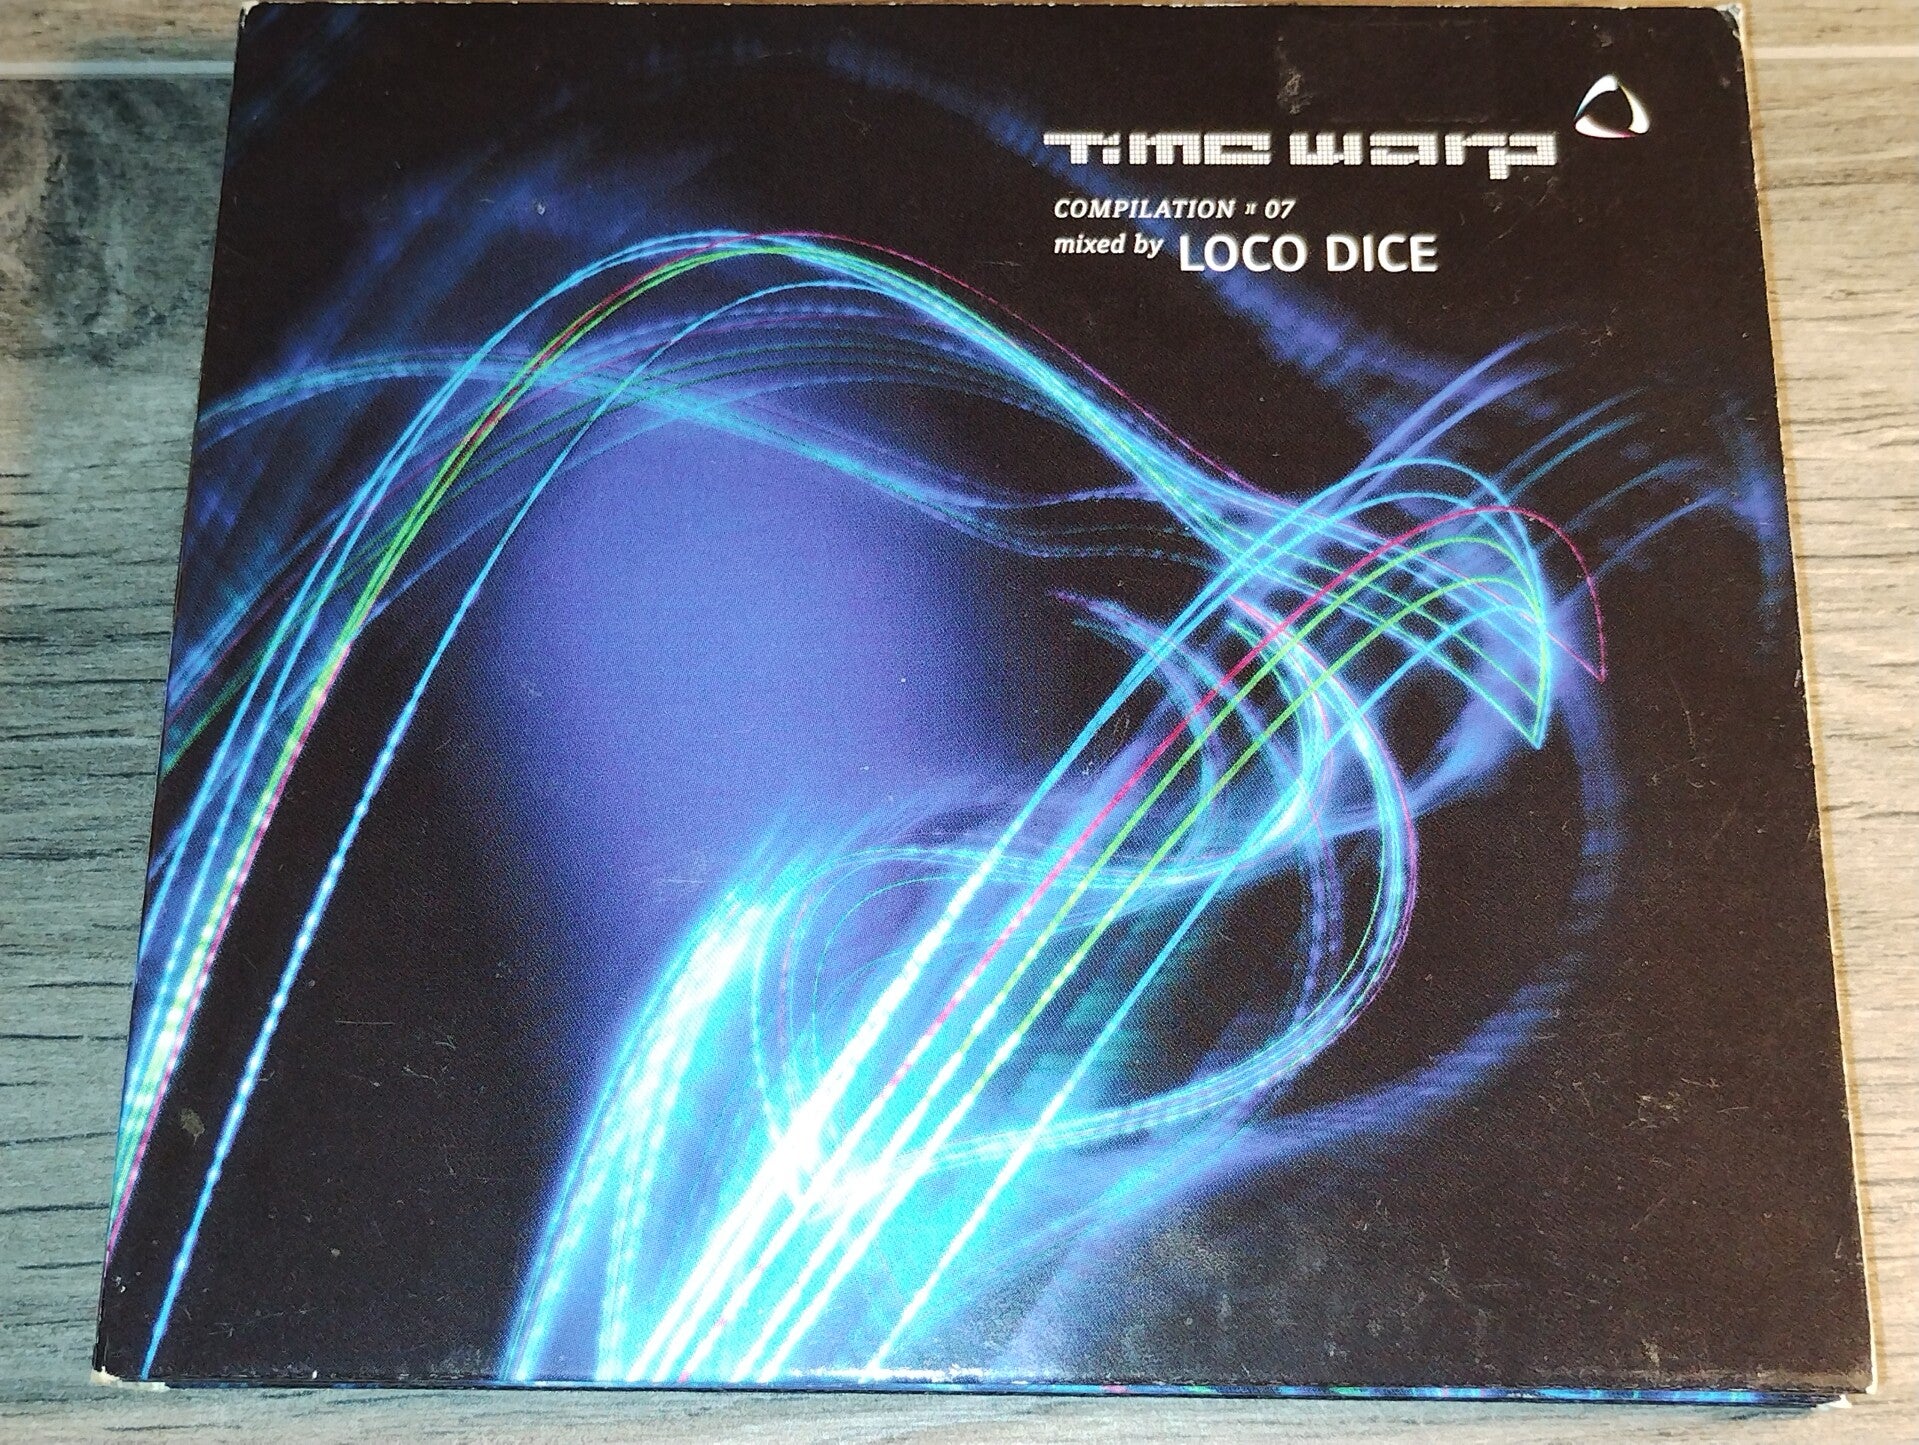 TIME WARP
COMPILATION 07
mixed by LOCO DICE